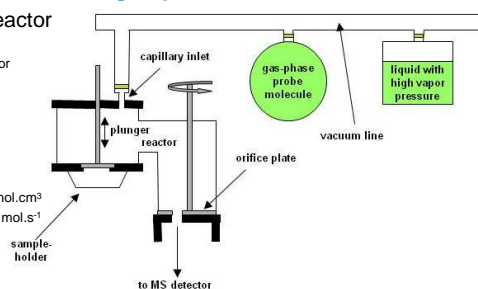 eactor
or
capillary inlet
gas-phase
probe
molecule
liquid with
high vapor
pressure
plunger
reactor
vacuum line
orifice plate
nol.cm³
mol.s⁻¹
sample-
holder
to MS detector